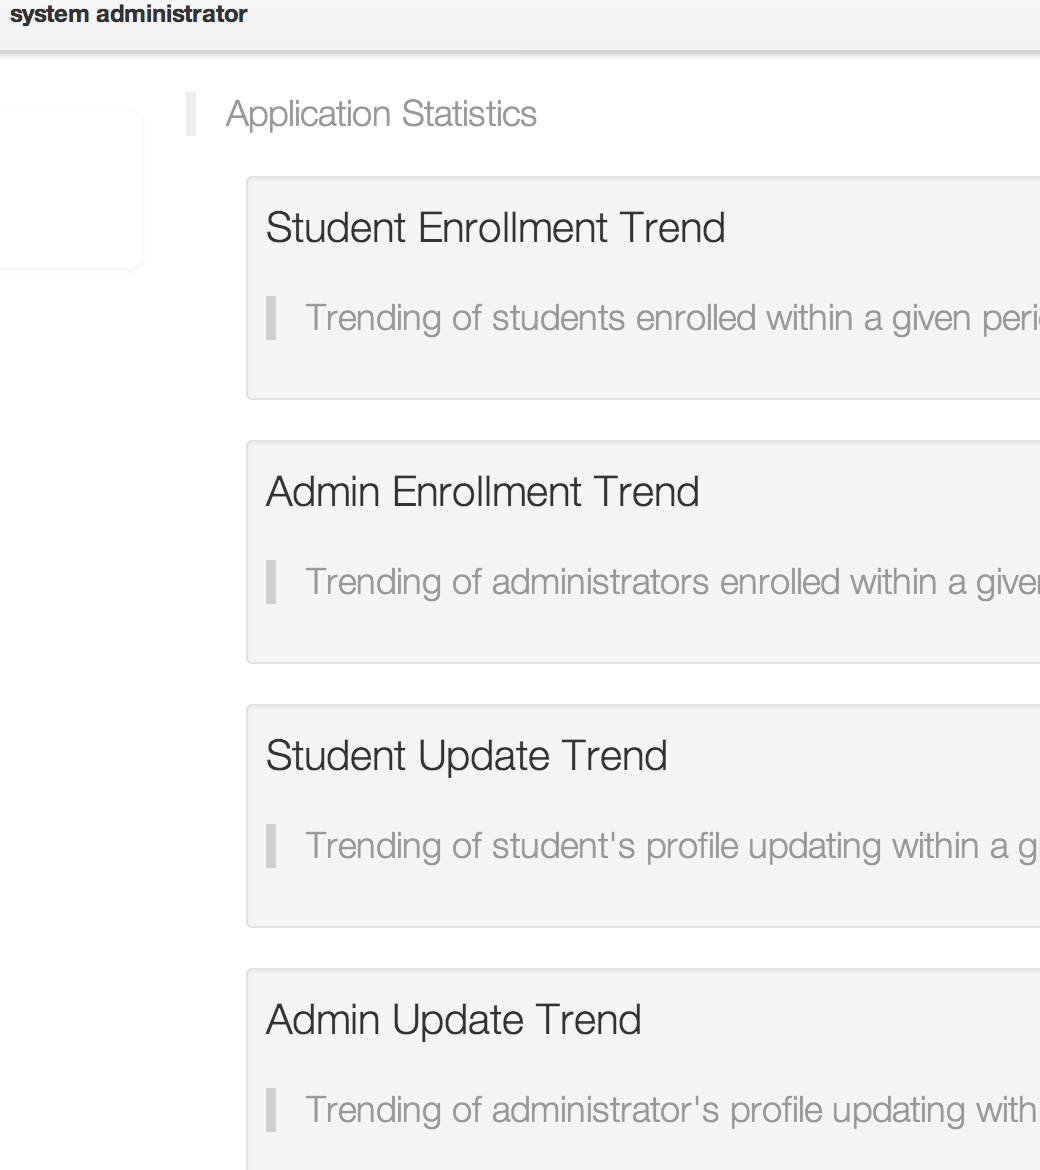 system administrator
Application Statistics
Student Enrollment Trend
Trending of students enrolled within a given
Admin Enrollment Trend
Trending of administrators enrolled within a
Student Update Trend
Trending of student's profile updating within a
Admin Update Trend
Trending of administrator's profile updating